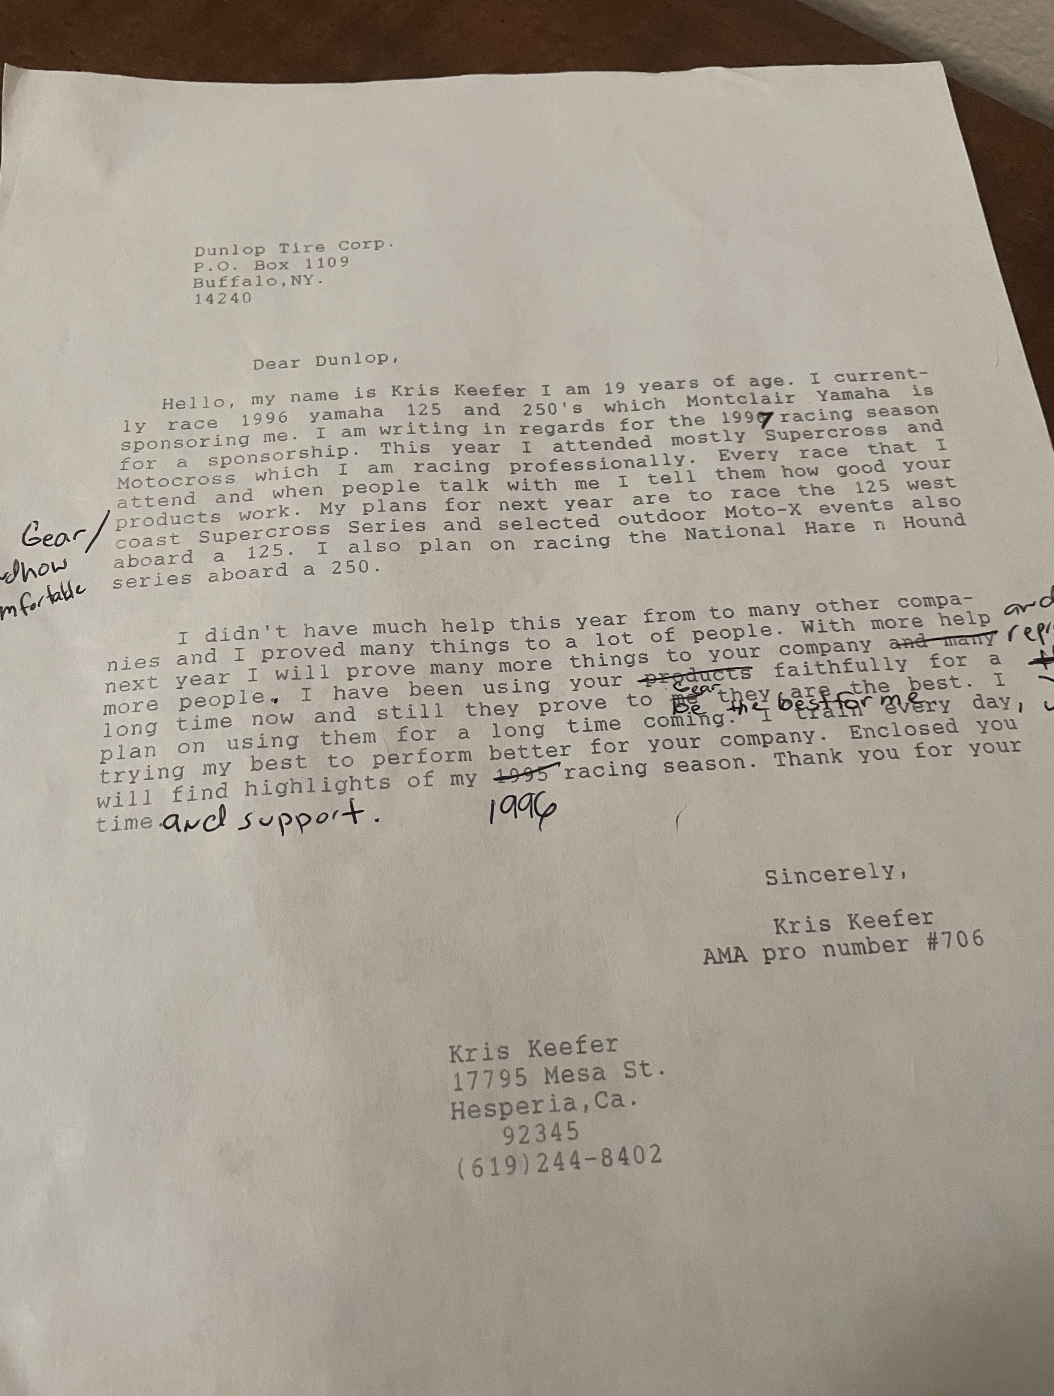 Dunlop Tire Corp.
P.O. Box 1109
Buffalo,NY.
14240
Dear Dunlop,
Hello, my name is Kris Keefer I am 19 years of age. I current-
ly race 1996 yamaha 125 and 250's which Montclair Yamaha is
sponsoring me. I am writing in regards for the 1997 racing season
for a sponsorship. This year I attended mostly Supercross and
Motocross which I am racing professionally. Every race that I
attend and when people talk with me I tell them how good your
Gear/ products work. My plans for next year are to race the 125 west
coast Supercross Series and selected outdoor Moto-X events also
how aboard a 125. I also plan on racing the National Hare n Hound
series aboard a 250.
I didn't have much help this year from to many other compa-
nies and I proved many things to a lot of people. With more help and
next year I will prove many more things to your company and many
more people. I have been using your products faithfully for a
Gear
long time now and still they prove to me they are the best. I
Be the best for me
plan on using them for a long time coming. I train every day,
trying my best to perform better for your company. Enclosed you
will find highlights of my 1995 racing season. Thank you for your
time. and support. 1996
Sincerely,
Kris Keefer
AMA pro number #706
Kris Keefer
17795 Mesa St.
Hesperia,Ca.
92345
(619)244-8402